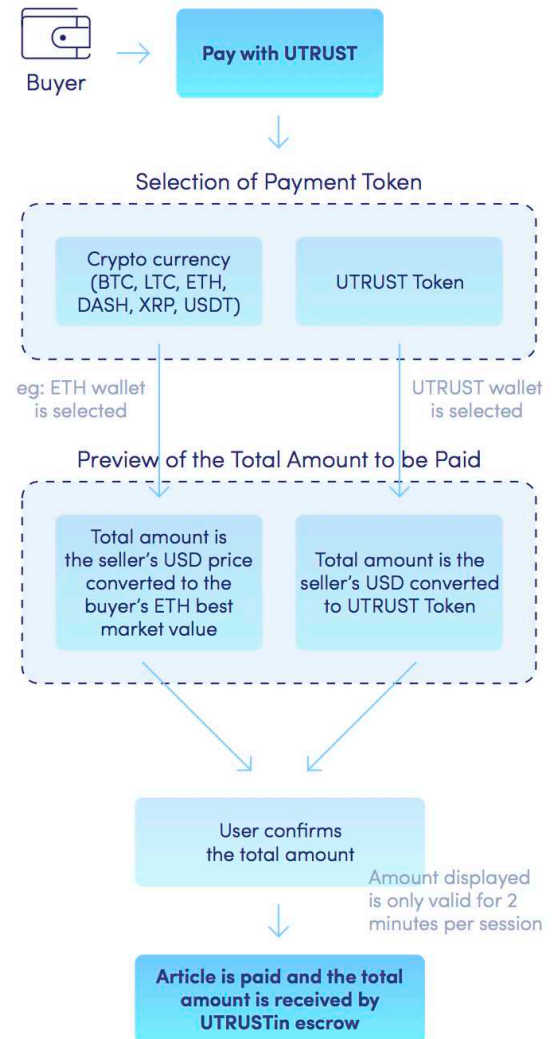 Buyer
Pay with UTRUST
Selection of Payment Token
Crypto currency
(BTC, LTC, ETH,
DASH, XRP, USDT)
UTRUST Token
eg: ETH wallet
is selected
UTRUST wallet
is selected
Preview of the Total Amount to be Paid
Total amount is
the seller's USD price
converted to the
buyer's ETH best
market value
Total amount is the
seller's USD converted
to UTRUST Token
User confirms
the total amount
Amount displayed
is only valid for 2
minutes per session
Article is paid and the total
amount is received by
UTRUSTin escrow